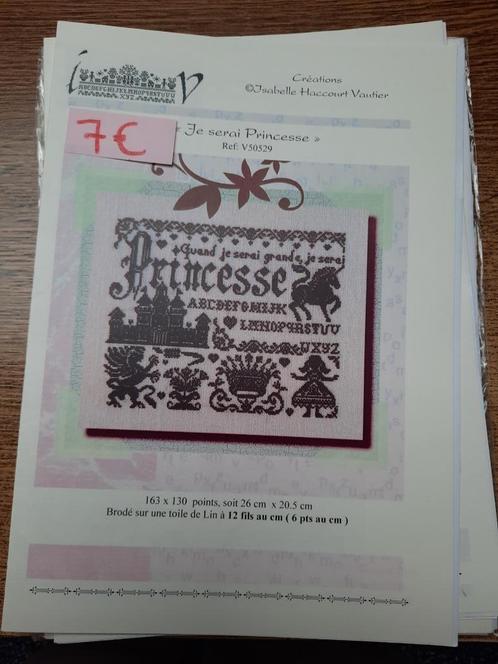 i v
ABCDEFGHIJKLMNOPQRSTUV
XYZ
Créations
©Isabelle Haccourt Vautier
7€
« Je serai Princesse »
Ref: V50529
Quand je serai grande, je serai
Princesse
ABCDEFGHIJK
LMNOPQRSTUV
WXYZ
163 x 130 points, soit 26 cm x 20.5 cm
Brodé sur une toile de Lin à 12 fils au cm ( 6 pts au cm )